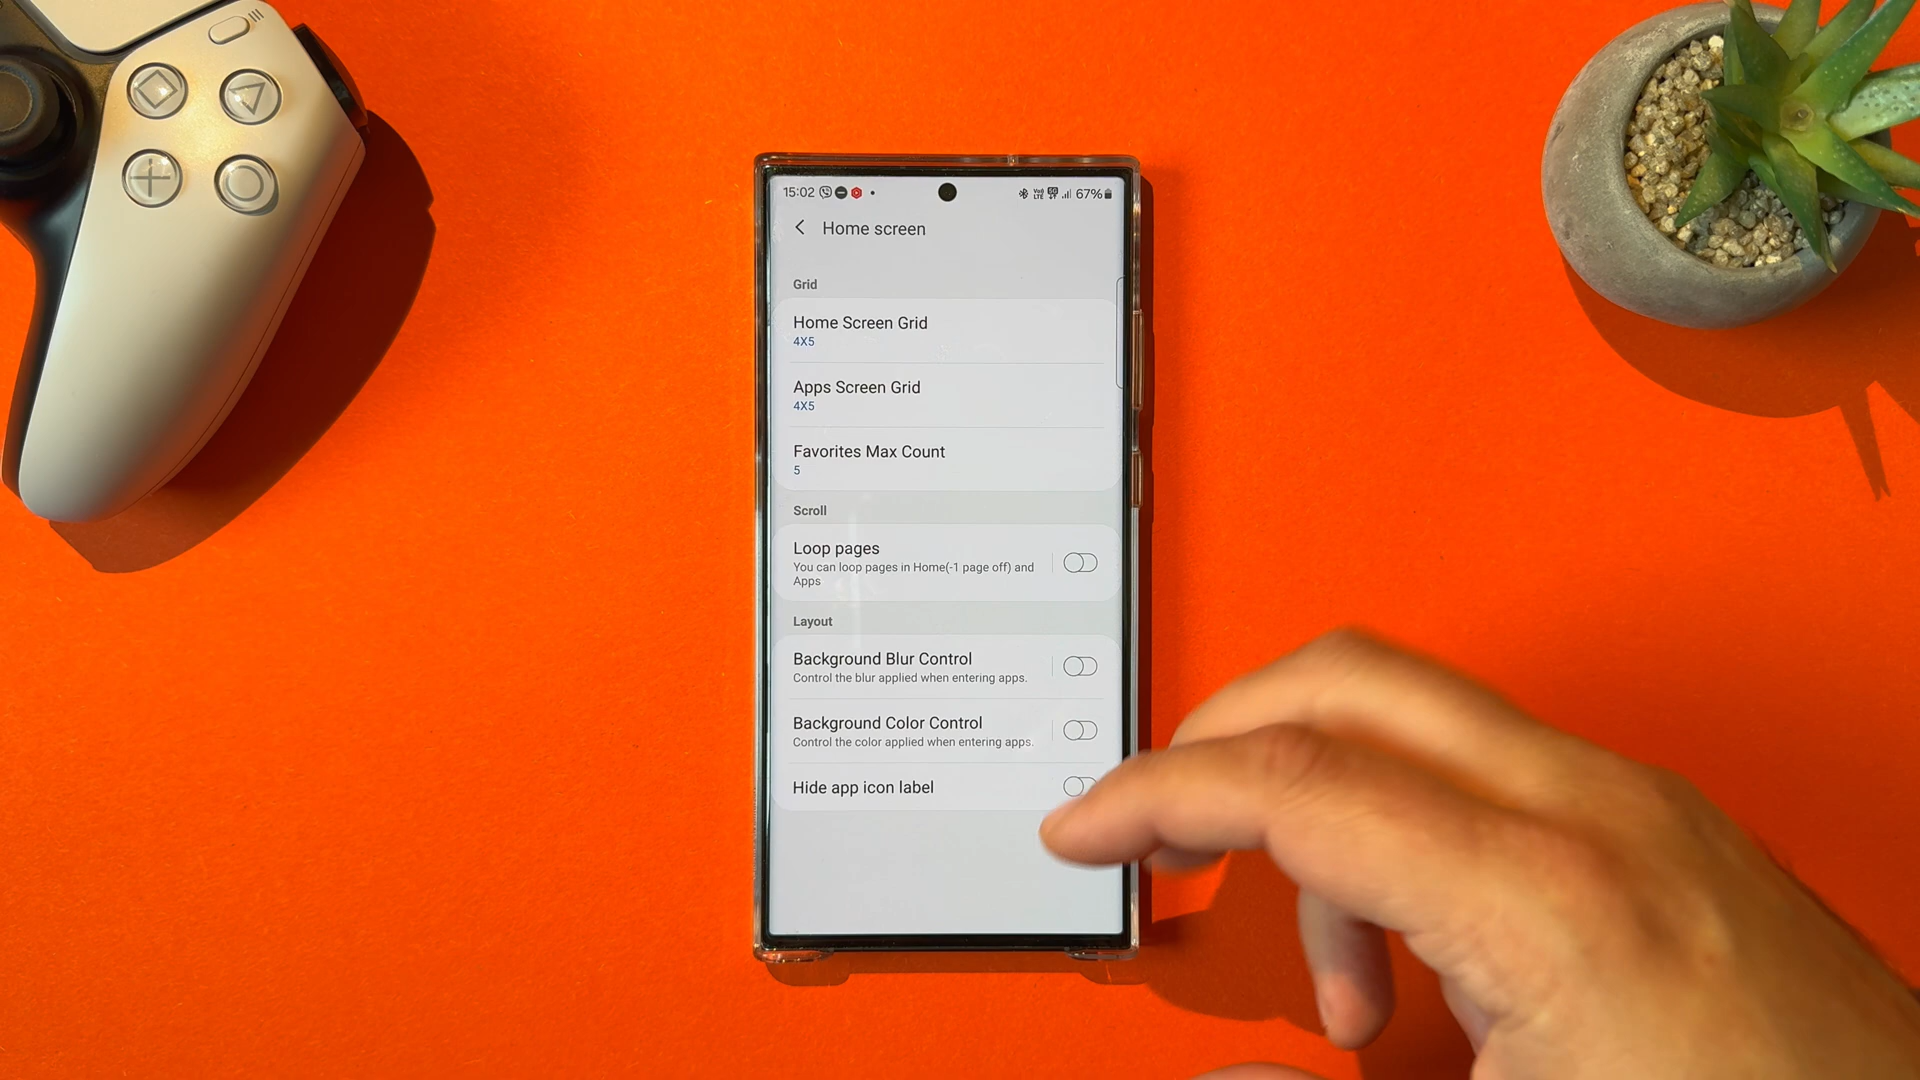 15:02
67%
Home screen
Grid
Home Screen Grid
4X5
Apps Screen Grid
4X5
Favorites Max Count
5
Scroll
Loop pages
You can loop pages in Home(-1 page off) and
Apps
Layout
Background Blur Control
Control the blur applied when entering apps.
Background Color Control
Control the color applied when entering apps.
Hide app icon label